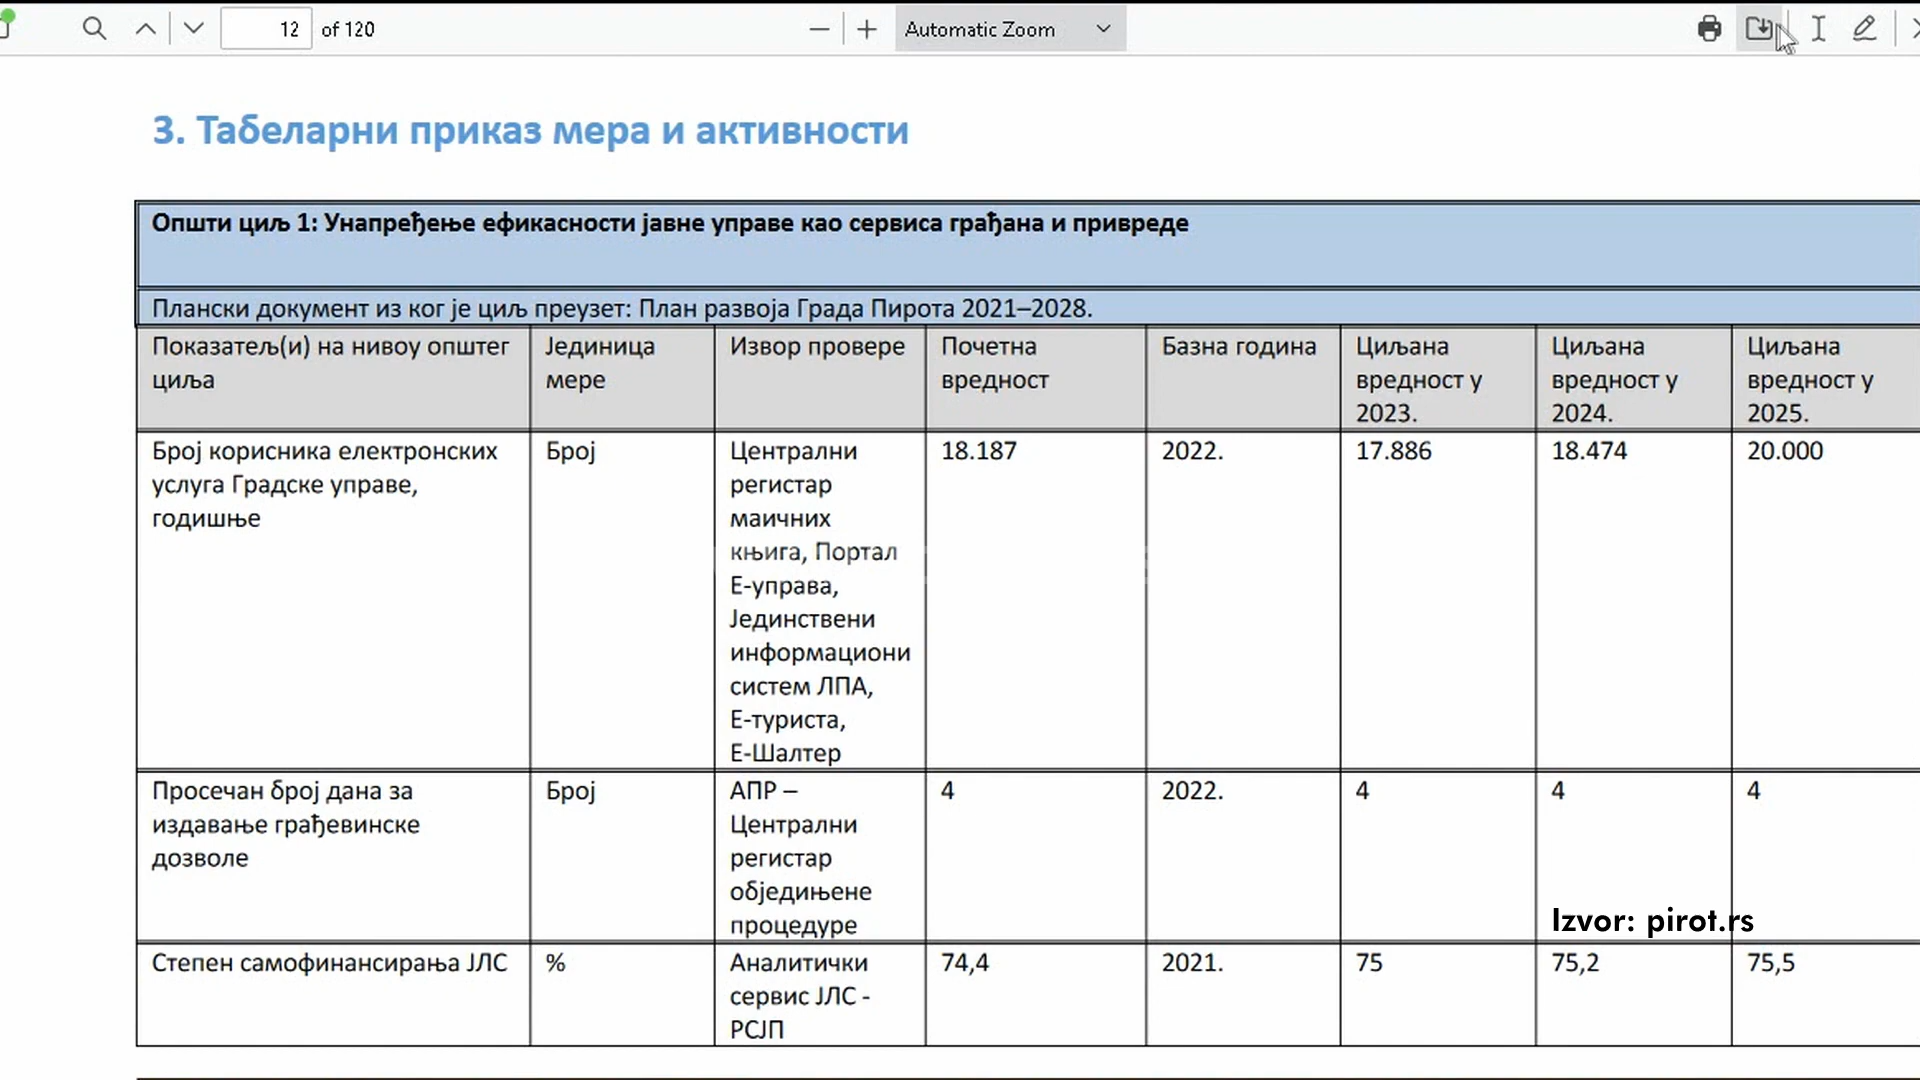 12 of 120
Automatic Zoom
3. Табеларни приказ мера и активности
Општи циљ 1: Унапређење ефикасности јавне управе као сервиса грађана и привреде
Плански документ из ког је циљ преузет: План развоја Града Пирота 2021–2028.
Показатељ(и) на нивоу општег
циља
Јединица
мере
Извор провере
Почетна
вредност
Базна година
Циљана
вредност у
2023.
Циљана
вредност у
2024.
Циљана
вредност у
2025.
Број корисника електронских
услуга Градске управе,
годишње
Број
Централни
регистар
маичних
књига, Портал
Е-управа,
Јединствени
информациони
систем ЛПА,
Е-туриста,
Е-Шалтер
18.187
2022.
17.886
18.474
20.000
Просечан број дана за
издавање грађевинске
дозволе
Број
АПР –
Централни
регистар
обједињене
процедуре
4
2022.
4
4
4
Izvor: pirot.rs
Степен самофинансирања ЈЛС
%
Аналитички
сервис ЈЛС -
РСЈП
74,4
2021.
75
75,2
75,5